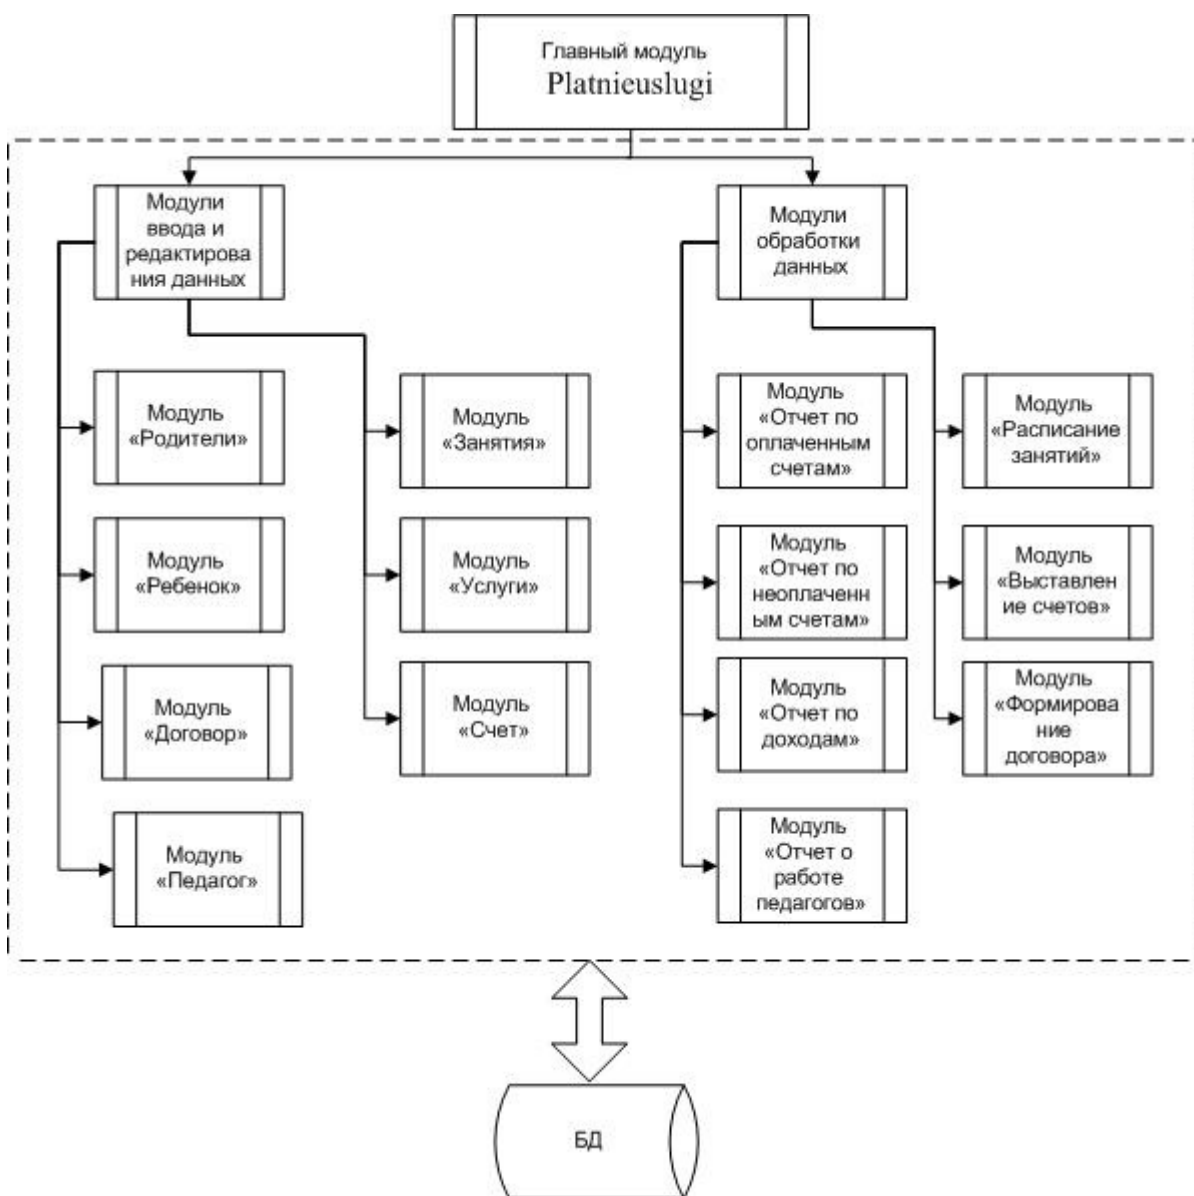 Главный модуль
Platnieuslugi
Модули
ввода и
редактирова
ния данных
Модули
обработки
данных
Модуль
«Родители»
Модуль
«Занятия»
Модуль
«Отчет по
оплаченным
счетам»
Модуль
«Расписание
занятий»
Модуль
«Ребенок»
Модуль
«Услуги»
Модуль
«Отчет по
неоплаченн
ым счетам»
Модуль
«Выставлен
ие счетов»
Модуль
«Договор»
Модуль
«Счет»
Модуль
«Отчет по
доходам»
Модуль
«Формирова
ние
договора»
Модуль
«Педагог»
Модуль
«Отчет о
работе
педагогов»
БД